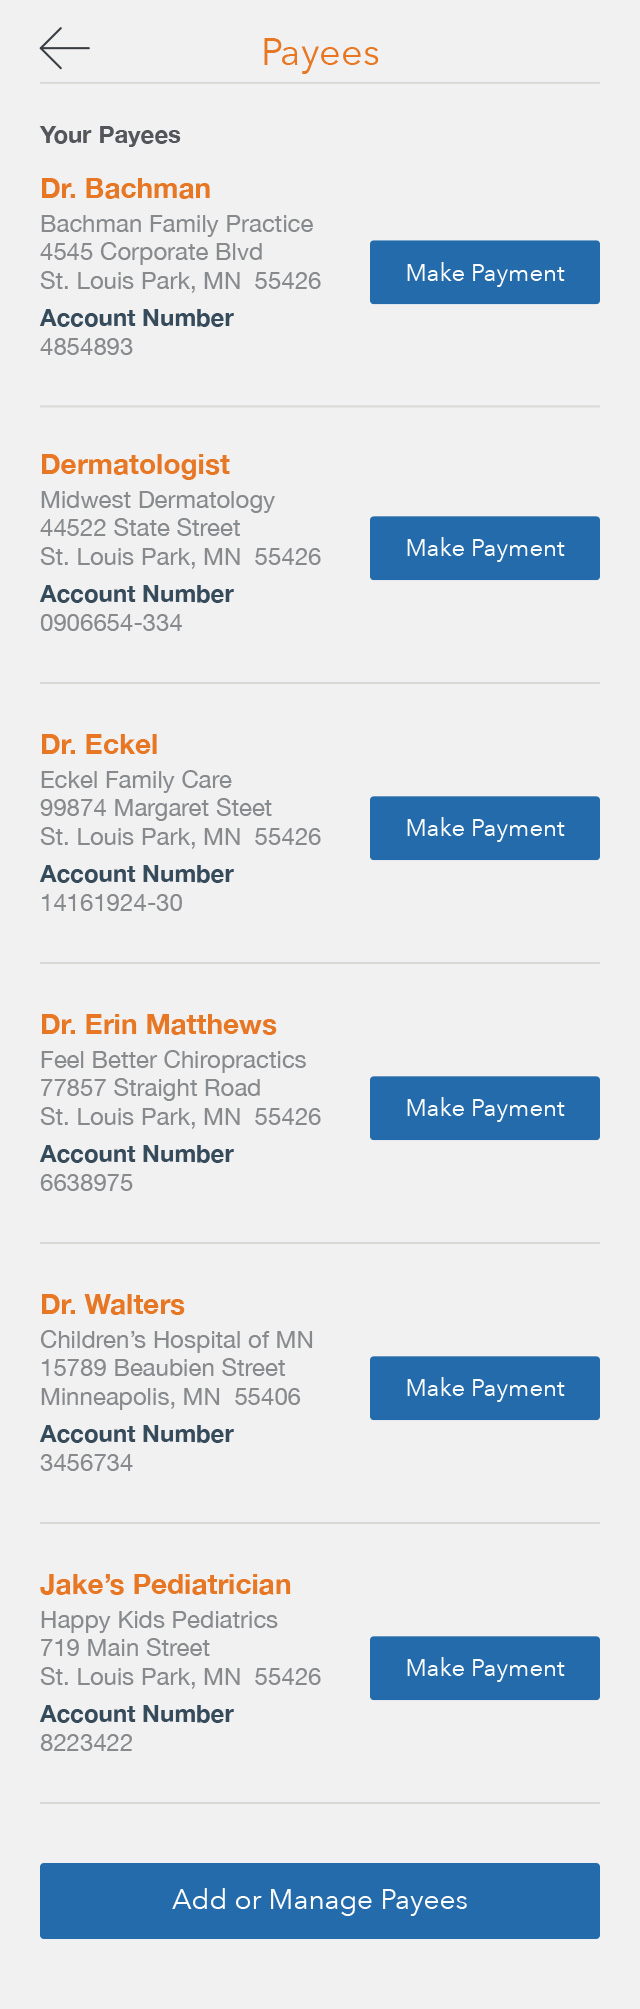 Payees
Your Payees
Dr. Bachman
Bachman Family Practice
4545 Corporate Blvd
St. Louis Park, MN  55426
Make Payment
Account Number
4854893
Dermatologist
Midwest Dermatology
44522 State Street
St. Louis Park, MN  55426
Make Payment
Account Number
0906654-334
Dr. Eckel
Eckel Family Care
99874 Margaret Steet
St. Louis Park, MN  55426
Make Payment
Account Number
14161924-30
Dr. Erin Matthews
Feel Better Chiropractics
77857 Straight Road
St. Louis Park, MN  55426
Make Payment
Account Number
6638975
Dr. Walters
Children’s Hospital of MN
15789 Beaubien Street
Minneapolis, MN  55406
Make Payment
Account Number
3456734
Jake’s Pediatrician
Happy Kids Pediatrics
719 Main Street
St. Louis Park, MN  55426
Make Payment
Account Number
8223422
Add or Manage Payees